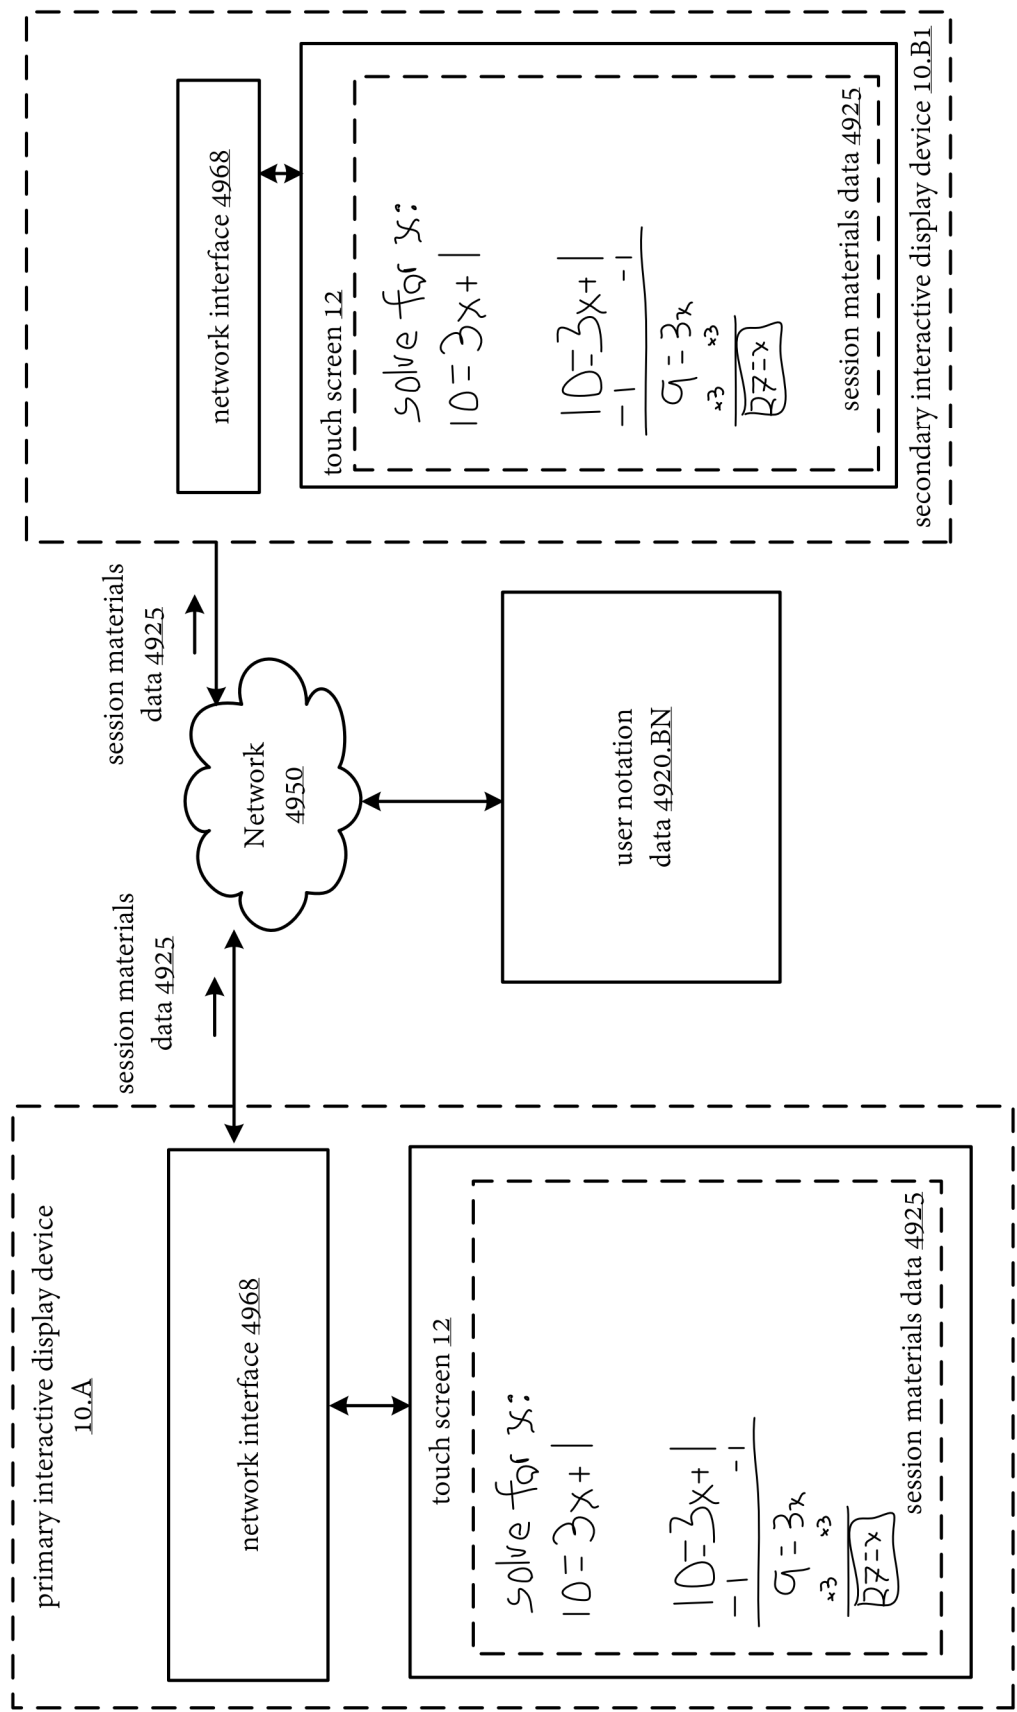 primary interactive display device
10.A
network interface 4968
touch screen 12
solve for x:
10=3x+1
10=3x+1
-1 -1
9=3x
×3 ×3
27=x
session materials data 4925
session materials
data 4925
Network
4950
user notation
data 4920.BN
session materials
data 4925
network interface 4968
touch screen 12
solve for x:
10=3x+1
10=3x+1
-1 -1
9=3x
×3 ×3
27=x
session materials data 4925
secondary interactive display device 10.B1